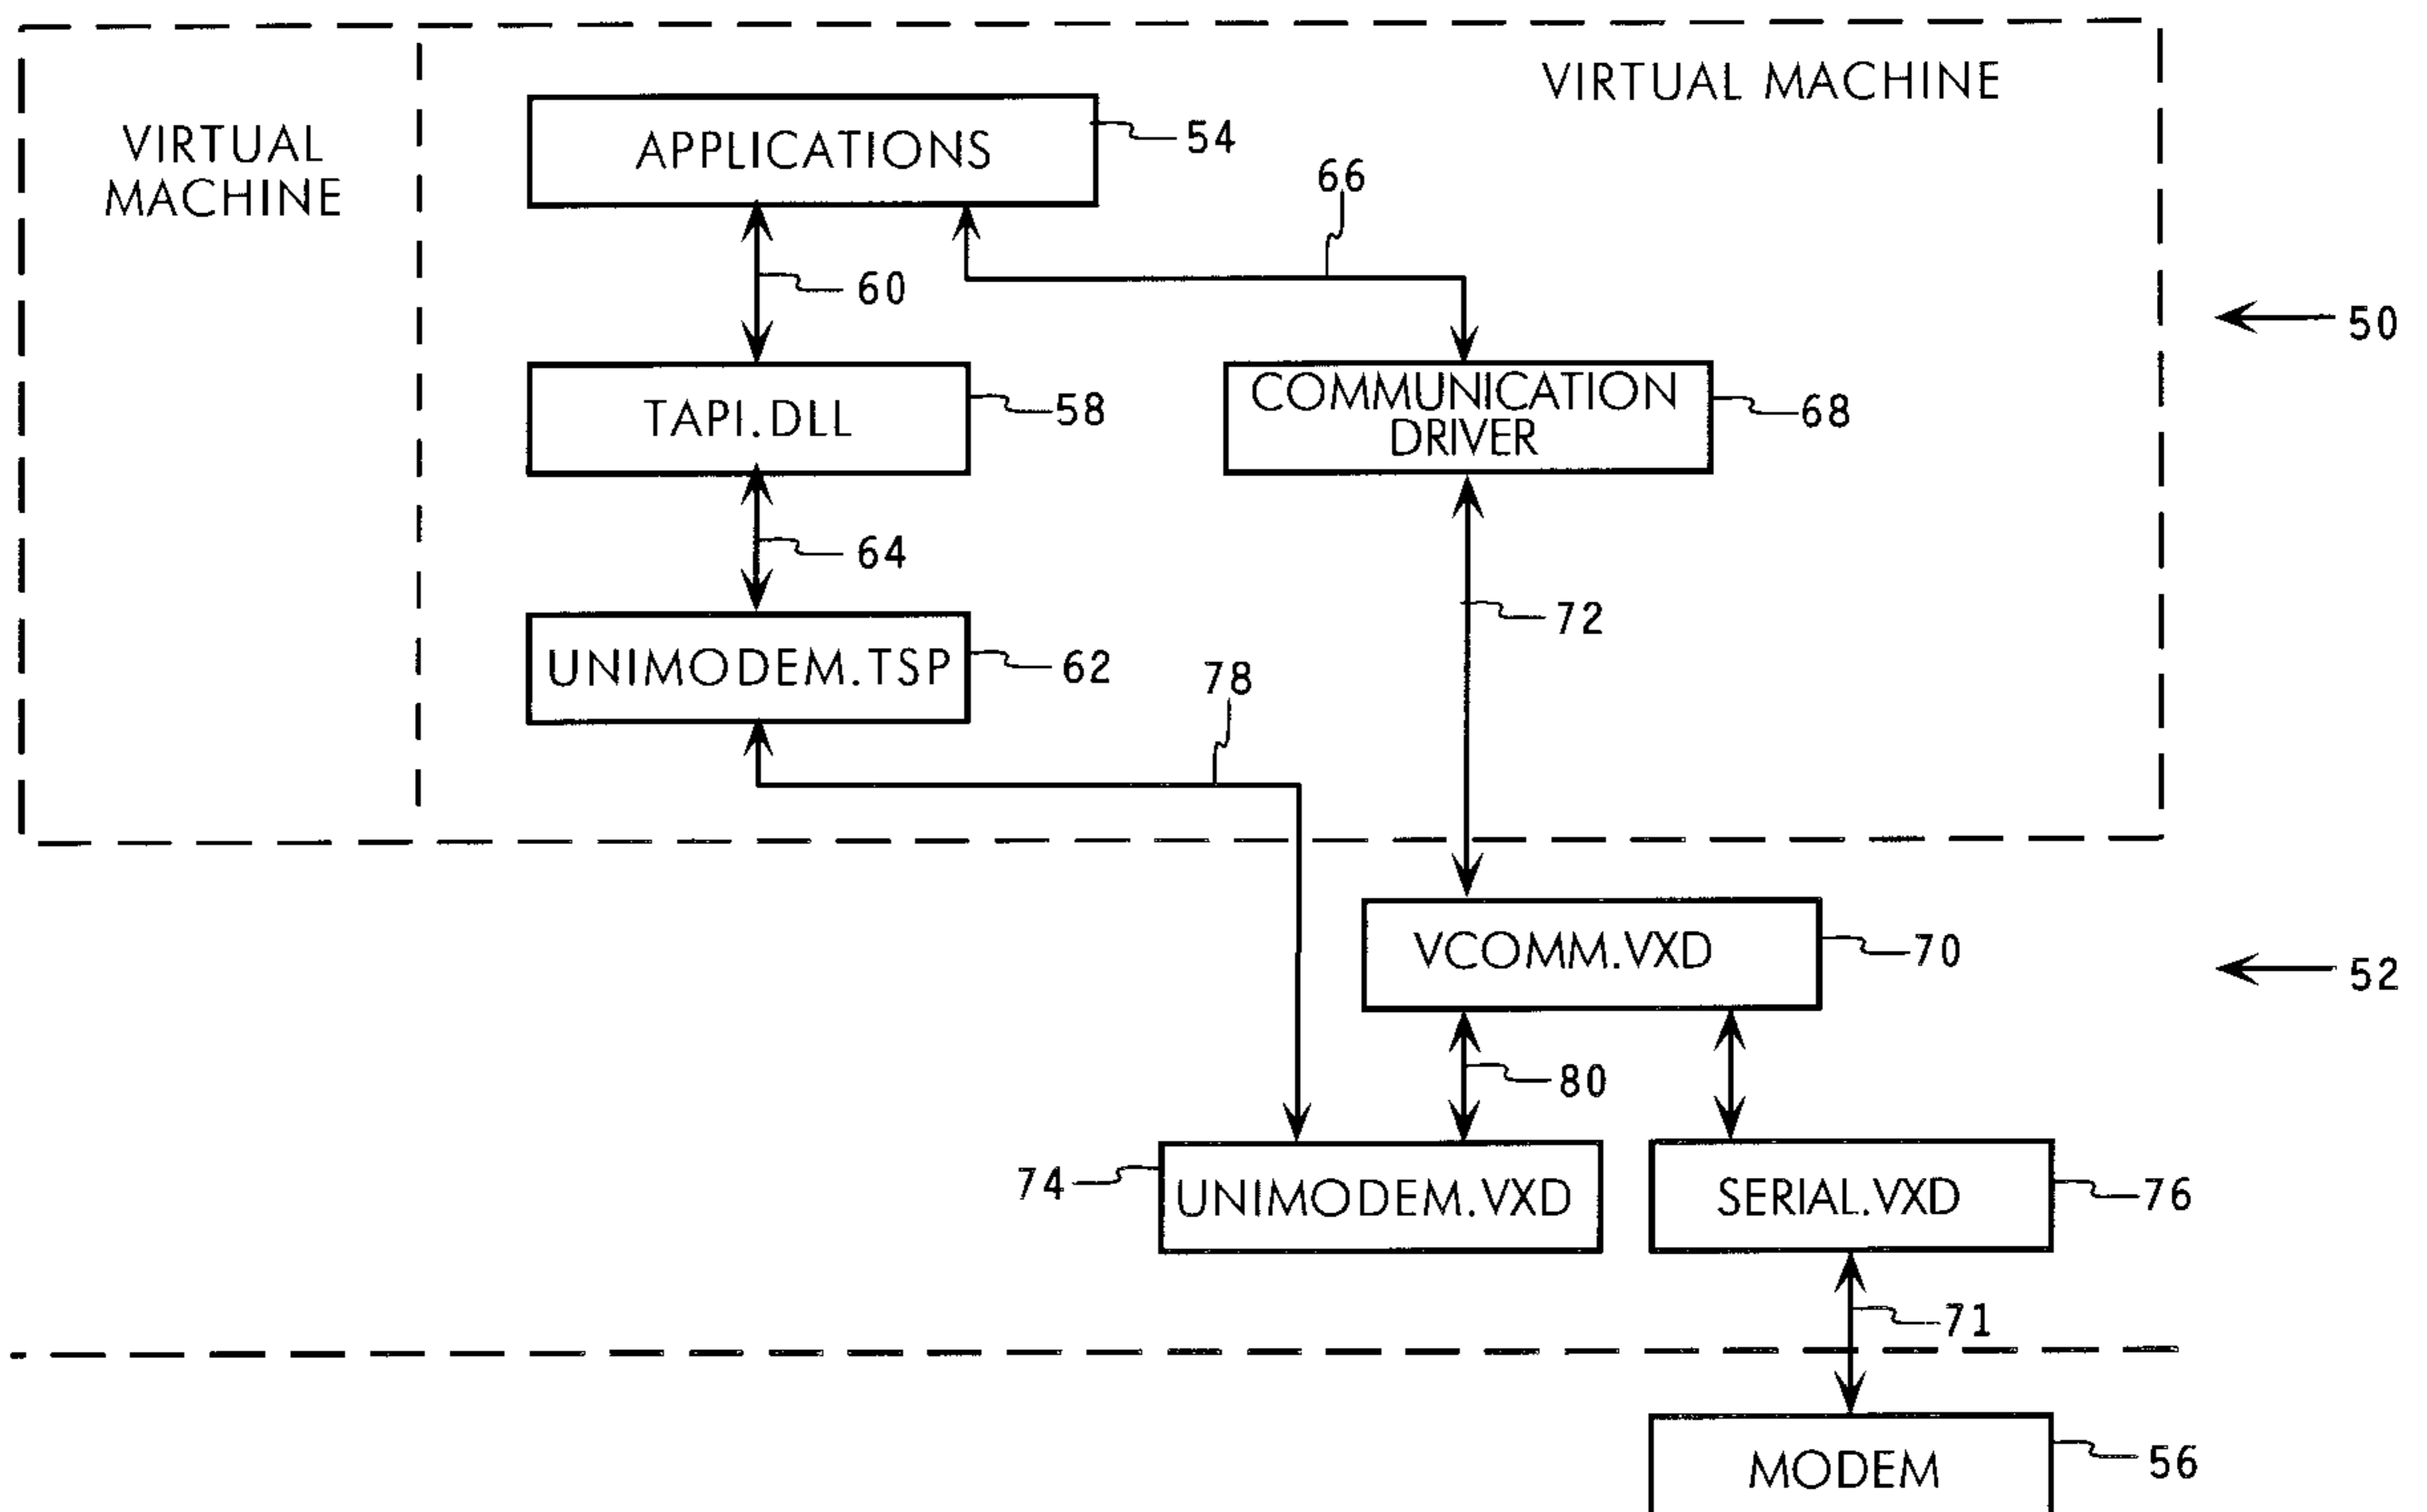 VIRTUAL MACHINE
VIRTUAL
MACHINE
APPLICATIONS
54
66
60
50
TAPI.DLL
58
COMMUNICATION
DRIVER
68
64
72
UNIMODEM.TSP
62
78
VCOMM.VXD
70
52
80
74
UNIMODEM.VXD
SERIAL.VXD
76
71
MODEM
56